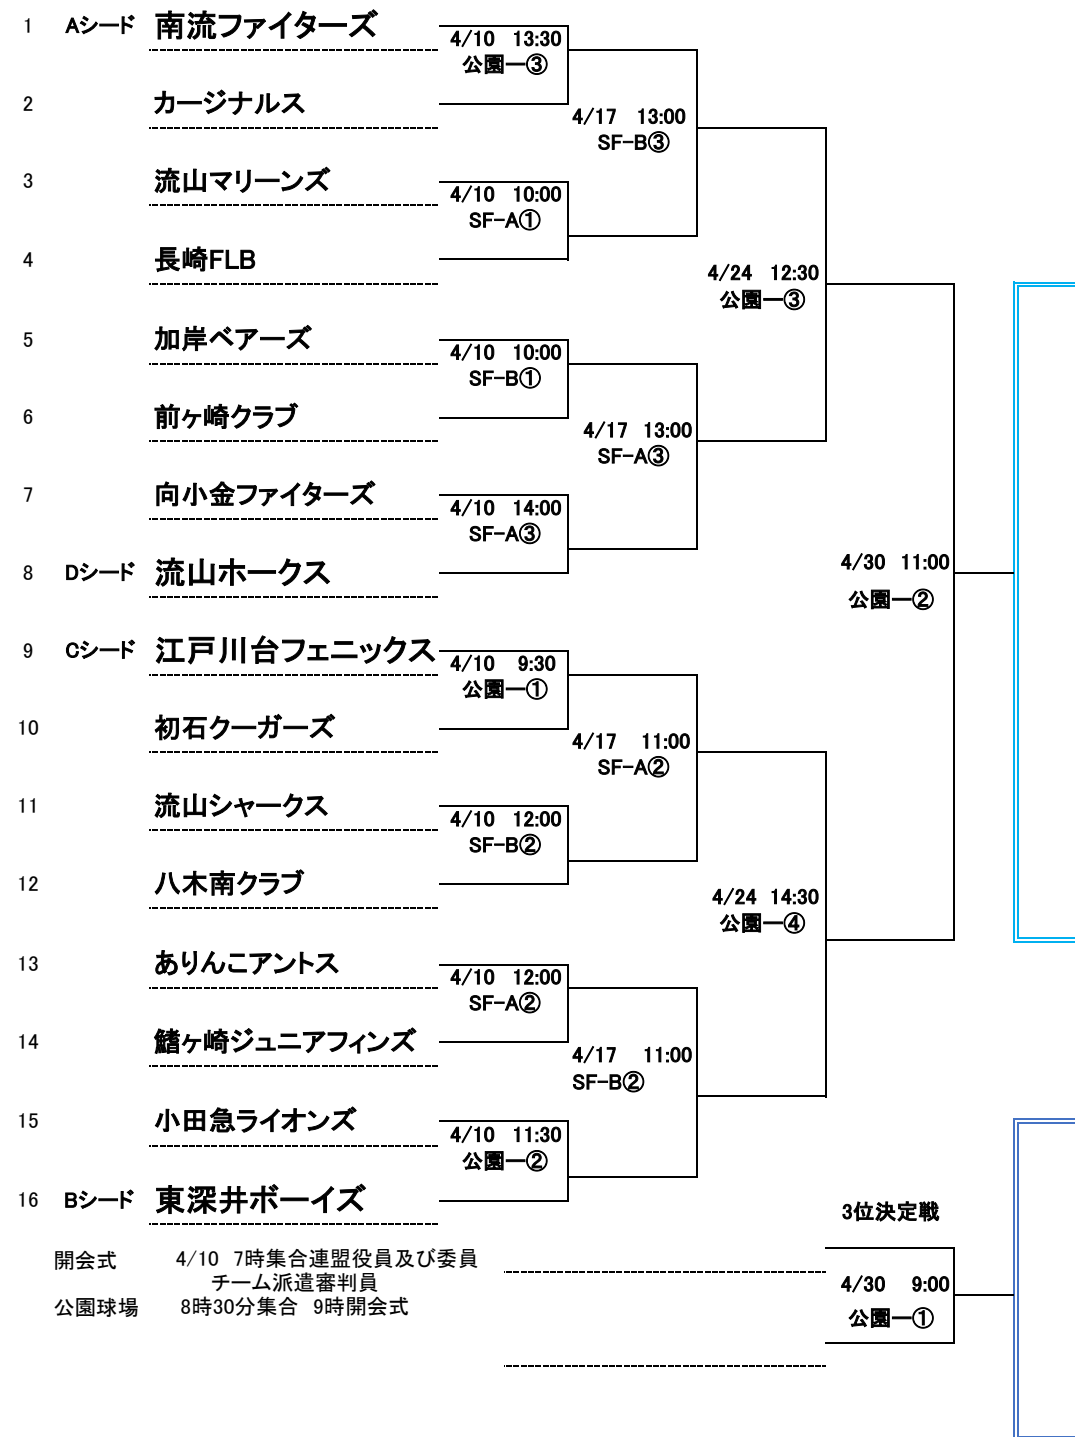 1 Aシード 南流ファイターズ
4/10 13:30
公園ー③
2 カージナルス
4/17 13:00
SF-B③
3 流山マリーンズ
4/10 10:00
SF-A①
4 長崎FLB
4/24 12:30
公園ー③
5 加岸ベアーズ
4/10 10:00
SF-B①
6 前ヶ崎クラブ
4/17 13:00
SF-A③
7 向小金ファイターズ
4/10 14:00
SF-A③
8 Dシード 流山ホークス
4/30 11:00
公園ー②
9 Cシード 江戸川台フェニックス
4/10 9:30
公園ー①
10 初石クーガーズ
4/17 11:00
SF-A②
11 流山シャークス
4/10 12:00
SF-B②
12 八木南クラブ
4/24 14:30
公園ー④
13 ありんこアントス
4/10 12:00
SF-A②
14 鰭ヶ崎ジュニアフィンズ
4/17 11:00
SF-B②
15 小田急ライオンズ
4/10 11:30
公園ー②
16 Bシード 東深井ボーイズ
3位決定戦
開会式 4/10 7時集合連盟役員及び委員
チーム派遣審判員
公園球場 8時30分集合 9時開会式
4/30 9:00
公園ー①